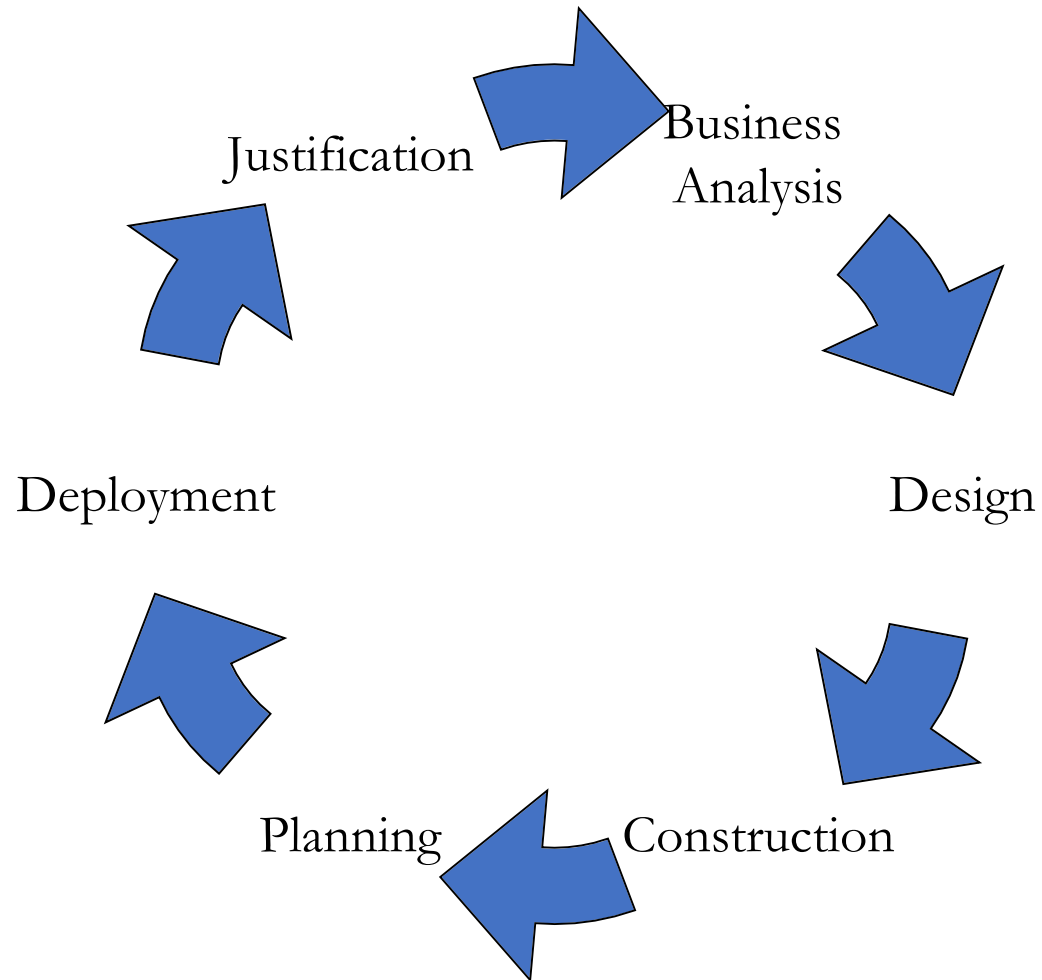 Justification
Business
Analysis
Deployment
Design
Planning
Construction